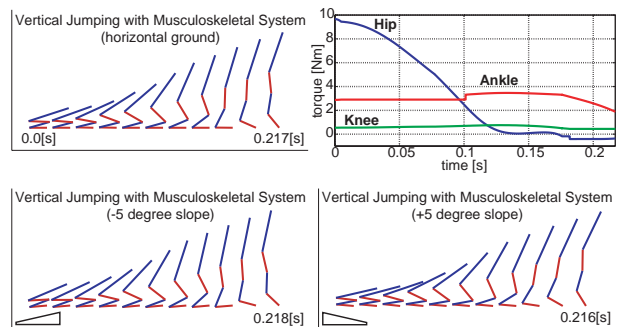 Vertical Jumping with Musculoskeletal System
(horizontal ground)
0.0[s]
0.217[s]
torque [Nm]
10
8
6
4
2
0
Hip
Ankle
Knee
0
0.05
0.1
0.15
0.2
time [s]
Vertical Jumping with Musculoskeletal System
(-5 degree slope)
0.218[s]
Vertical Jumping with Musculoskeletal System
(+5 degree slope)
0.216[s]